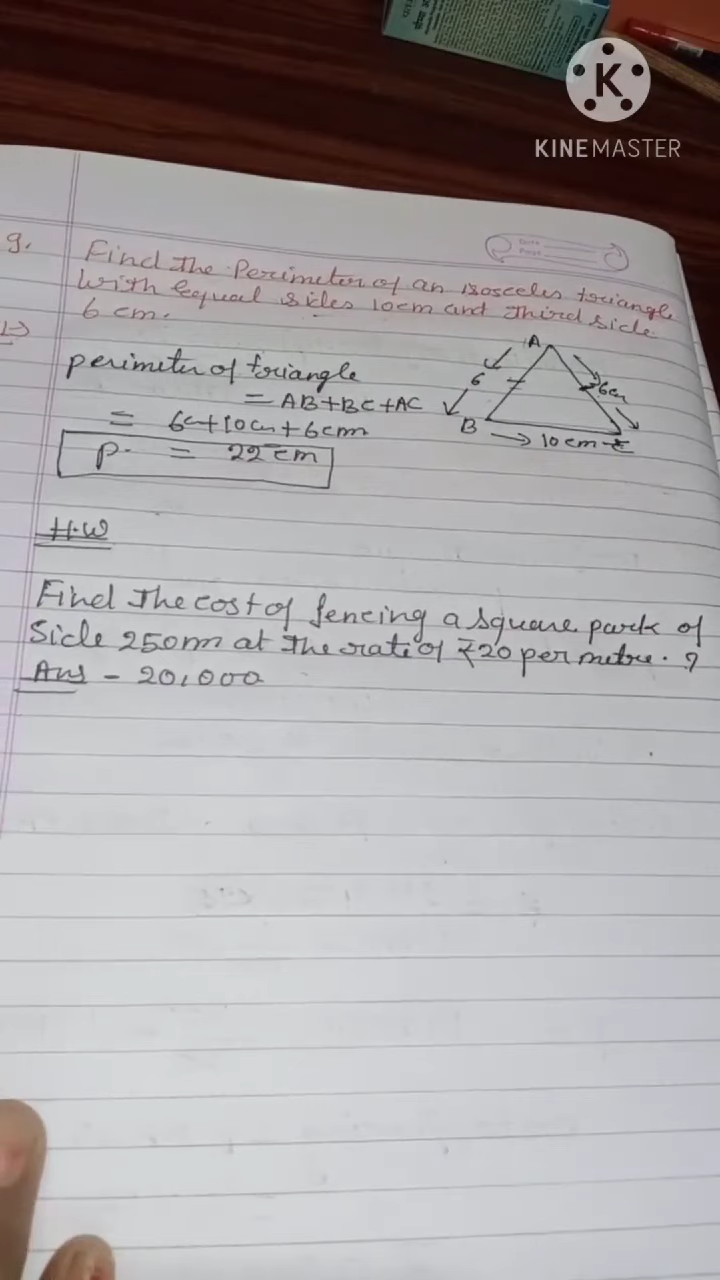 K
KINEMASTER
9. Find the Perimeter of an isosceles triangle
with equal sides 10cm and third side
6 cm.
perimeter of triangle
= AB+BC+AC
= 6c+10cm+6cm
P. = 22 cm
A
6
6cm
B
10 cm
H.W
Find the cost of fencing a square park of
Side 250m at the rate of ₹20 per metre. ?
Ans - 20,000